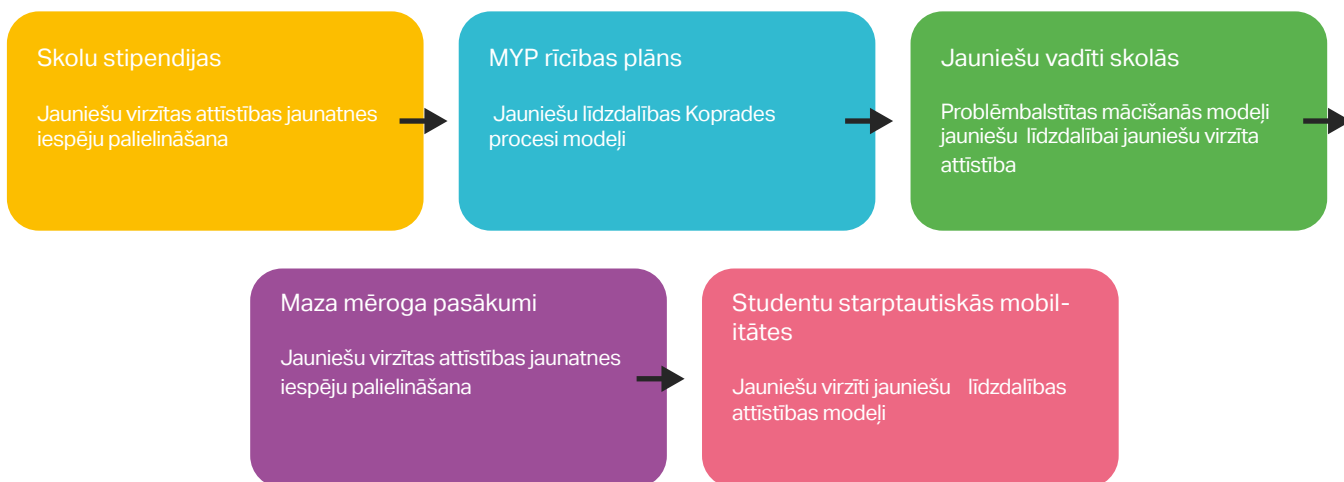 Skolu stipendijas
Jauniešu virzītas attīstības jaunatnes
iespēju palielināšana
MYP rīcības plāns
Jauniešu līdzdalības Koprades
procesi modeļi
Jauniešu vadīti skolās
Problēmbalstītas mācīšanās modeļi
jauniešu līdzdalībai jauniešu virzīta
attīstība
Maza mēroga pasākumi
Jauniešu virzītas attīstības jaunatnes
iespēju palielināšana
Studentu starptautiskās mobil-
itātes
Jauniešu virzīti jauniešu līdzdalības
attīstības modeļi